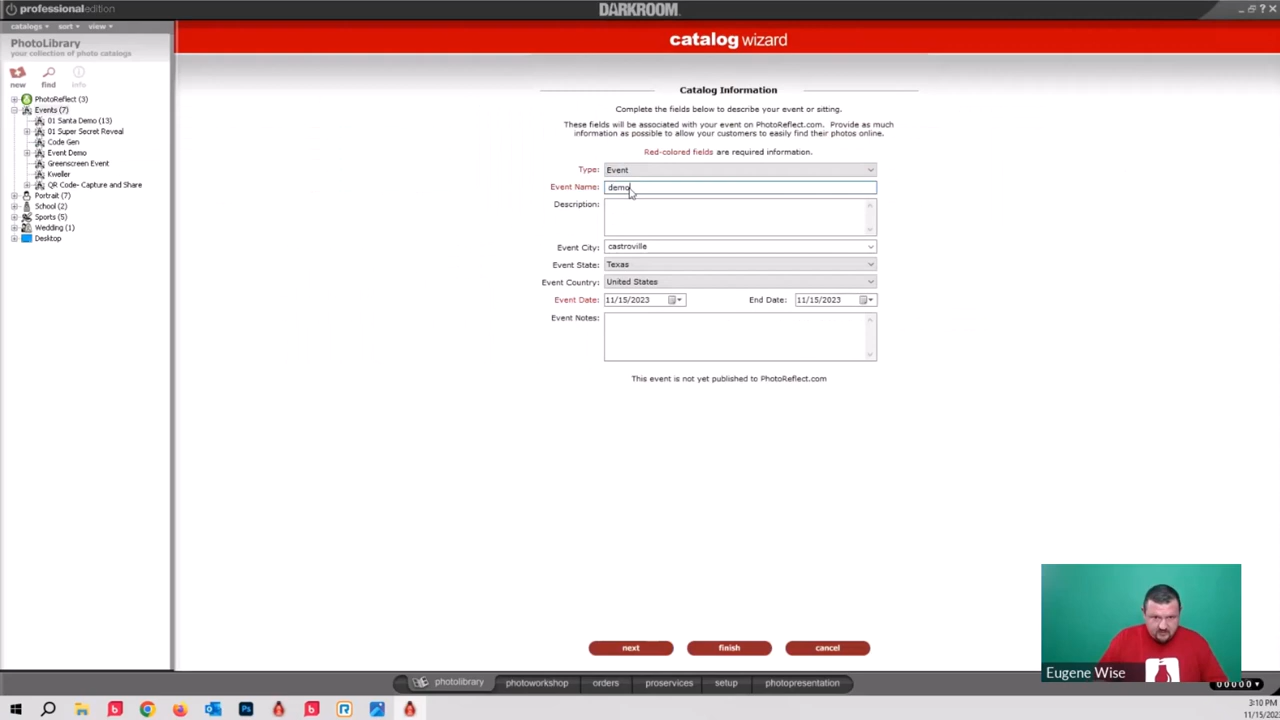 professionaledition
DARKROOM.
catalogs sort view
PhotoLibrary
your collection of photo catalogs
new find info
PhotoReflect (3)
Events (7)
01 Santa Demo (13)
01 Super Secret Reveal
Code Gen
Event Demo
Greenscreen Event
Kweller
QR Code- Capture and Share
Portrait (7)
School (2)
Sports (5)
Wedding (1)
Desktop
catalog wizard
Catalog Information
Complete the fields below to describe your event or sitting.
These fields will be associated with your event on PhotoReflect.com. Provide as much
information as possible to allow your customers to easily find their photos online.
Red-colored fields are required information.
Type: Event
Event Name: demo
Description:
Event City: castroville
Event State: Texas
Event Country: United States
Event Date: 11/15/2023 End Date: 11/15/2023
Event Notes:
This event is not yet published to PhotoReflect.com
next finish cancel
Eugene Wise
photolibrary photoworkshop orders proservices setup photopresentation
00000
3:10 PM